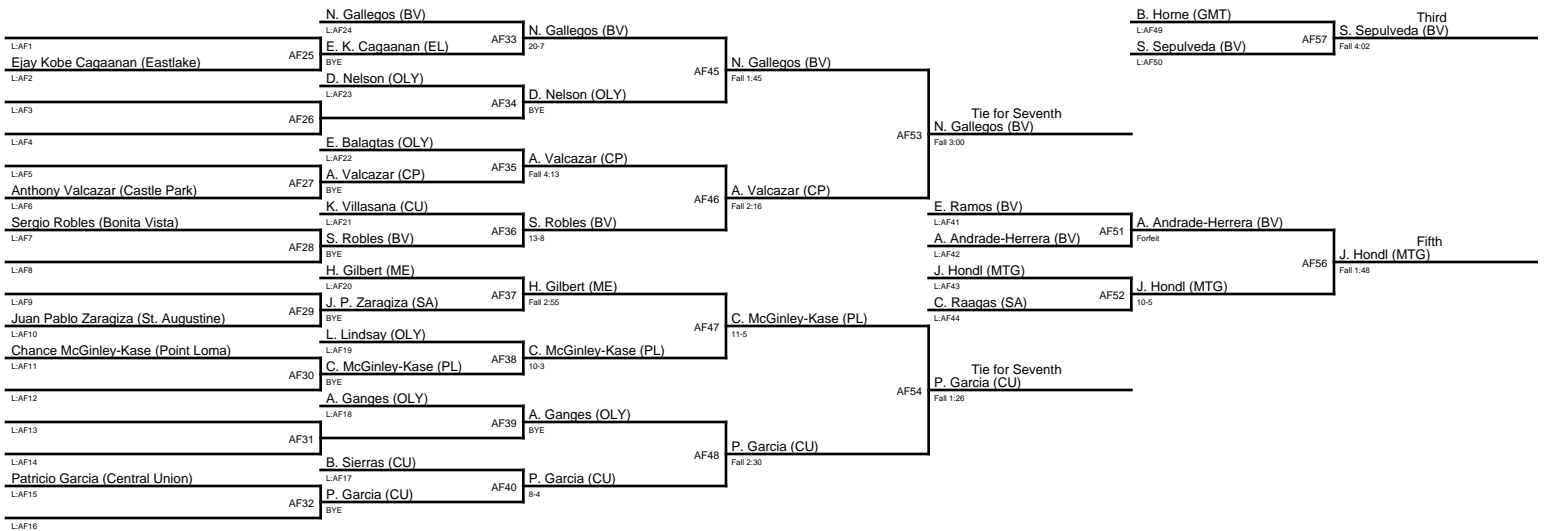 N. Gallegos (BV)
L:AF24
AF33
N. Gallegos (BV)
20-7
L:AF1
AF25
E. K. Cagaanan (EL)
BYE
Ejay Kobe Cagaanan (Eastlake)
L:AF2
AF45
N. Gallegos (BV)
Fall 1:45
D. Nelson (OLY)
L:AF23
AF34
D. Nelson (OLY)
BYE
L:AF3
AF26
L:AF4
AF53
Tie for Seventh
N. Gallegos (BV)
Fall 3:00
E. Balagtas (OLY)
L:AF22
AF35
A. Valcazar (CP)
Fall 4:13
L:AF5
AF27
A. Valcazar (CP)
BYE
Anthony Valcazar (Castle Park)
L:AF6
AF46
A. Valcazar (CP)
Fall 2:16
K. Villasana (CU)
L:AF21
Sergio Robles (Bonita Vista)
L:AF7
AF36
S. Robles (BV)
13-8
AF28
S. Robles (BV)
BYE
L:AF8
H. Gilbert (ME)
L:AF20
AF37
H. Gilbert (ME)
Fall 2:55
L:AF9
AF29
J. P. Zaragiza (SA)
BYE
Juan Pablo Zaragiza (St. Augustine)
L:AF10
AF47
C. McGinley-Kase (PL)
11-5
L. Lindsay (OLY)
L:AF19
Chance McGinley-Kase (Point Loma)
L:AF11
AF38
C. McGinley-Kase (PL)
10-3
AF30
C. McGinley-Kase (PL)
BYE
L:AF12
AF54
Tie for Seventh
P. Garcia (CU)
Fall 1:26
A. Ganges (OLY)
L:AF18
AF39
A. Ganges (OLY)
BYE
L:AF13
AF31
L:AF14
AF48
P. Garcia (CU)
Fall 2:30
B. Sierras (CU)
L:AF17
Patricio Garcia (Central Union)
L:AF15
AF40
P. Garcia (CU)
8-4
AF32
P. Garcia (CU)
BYE
L:AF16
E. Ramos (BV)
L:AF41
AF51
A. Andrade-Herrera (BV)
Forfeit
A. Andrade-Herrera (BV)
L:AF42
AF56
Fifth
J. Hondl (MTG)
Fall 1:48
J. Hondl (MTG)
L:AF43
AF52
J. Hondl (MTG)
10-5
C. Raagas (SA)
L:AF44
B. Horne (GMT)
L:AF49
AF57
Third
S. Sepulveda (BV)
Fall 4:02
S. Sepulveda (BV)
L:AF50